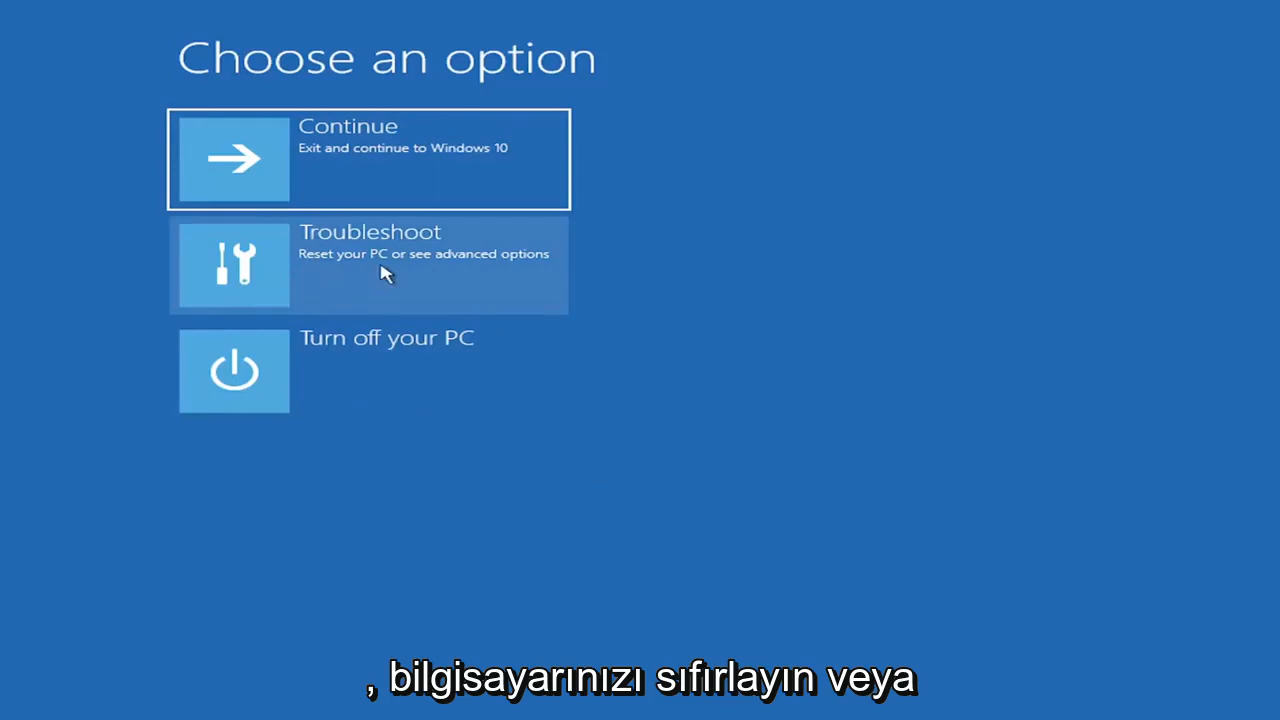 Choose an option
Continue
Exit and continue to Windows 10
Troubleshoot
Reset your PC or see advanced options
Turn off your PC
, bilgisayarınızı sıfırlayın veya